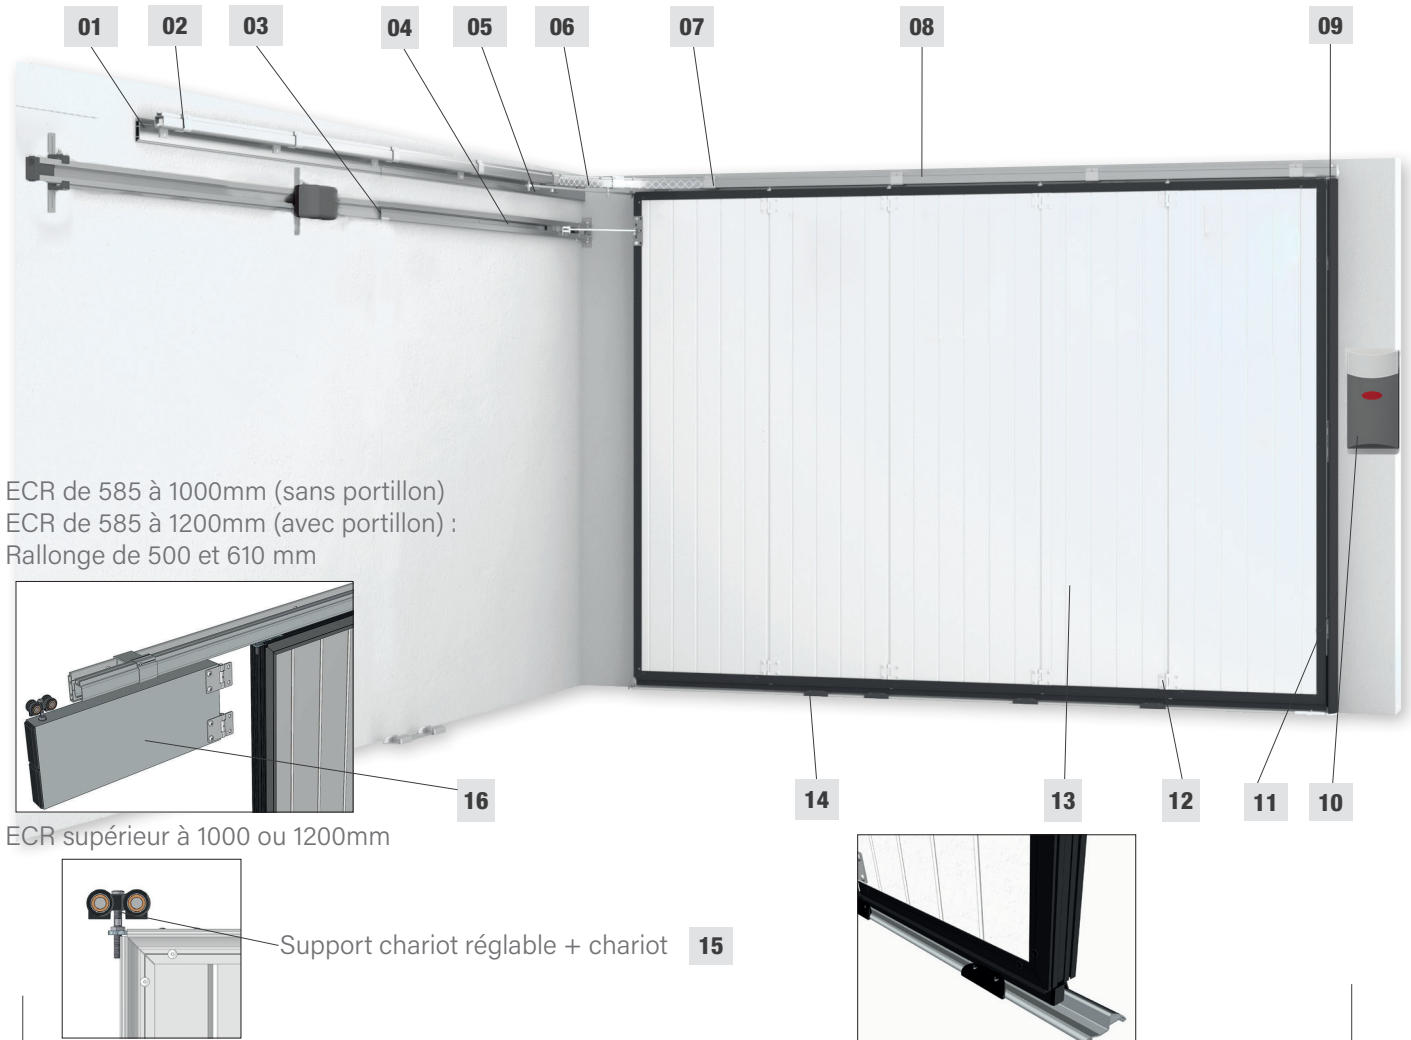 01 02 03 04 05 06 07 08 09
ECR de 585 à 1000mm (sans portillon)
ECR de 585 à 1200mm (avec portillon) :
Rallonge de 500 et 610 mm
16 14 13 12 11 10
ECR supérieur à 1000 ou 1200mm
Support chariot réglable + chariot 15